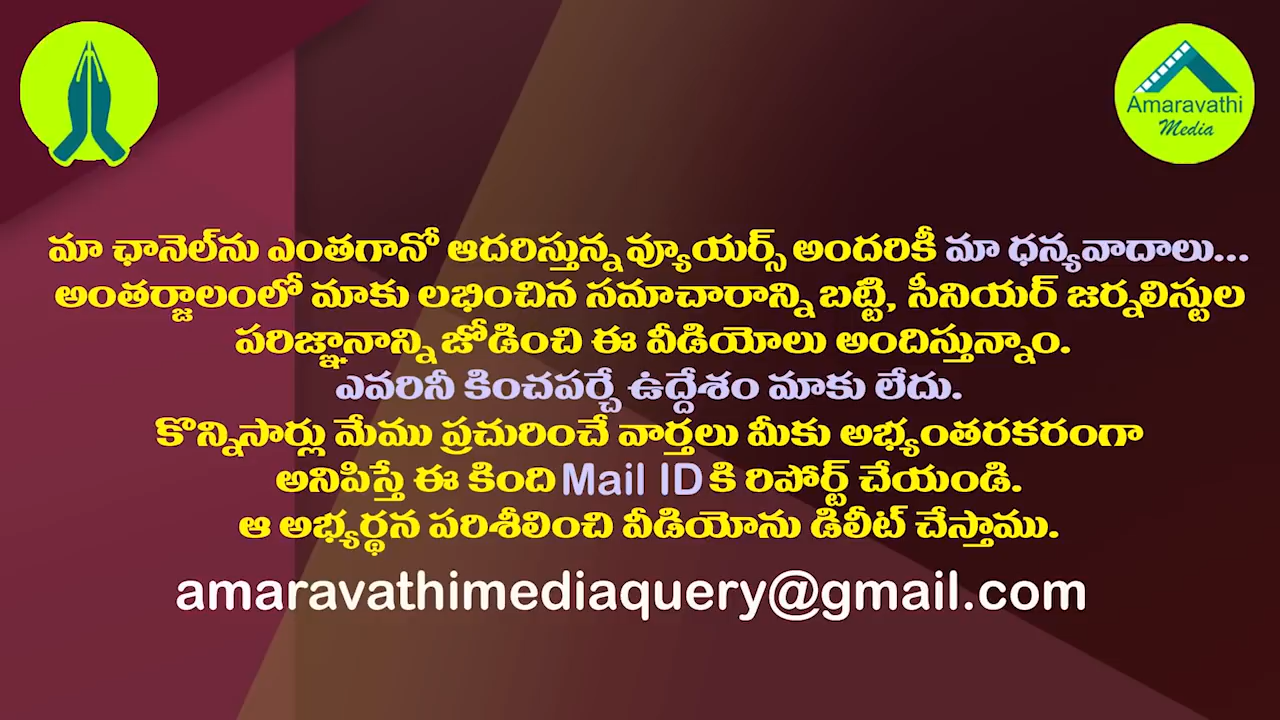 Amaravathi
Media
మా ఛానెల్‌ను ఎంతగానో ఆదరిస్తున్న వ్యూయర్స్ అందరికీ మా ధన్యవాదాలు...
అంతర్జాలంలో మాకు లభించిన సమాచారాన్ని బట్టి, సీనియర్ జర్నలిస్టుల
పరిజ్ఞానాన్ని జోడించి ఈ వీడియోలు అందిస్తున్నాం.
ఎవరినీ కించపర్చే ఉద్దేశం మాకు లేదు.
కొన్నిసార్లు మేము ప్రచురించే వార్తలు మీకు అభ్యంతరకరంగా
అనిపిస్తే ఈ కింది Mail ID కి రిపోర్ట్ చేయండి.
ఆ అభ్యర్థన పరిశీలించి వీడియోను డిలీట్ చేస్తాము.
amaravathimediaquery@gmail.com